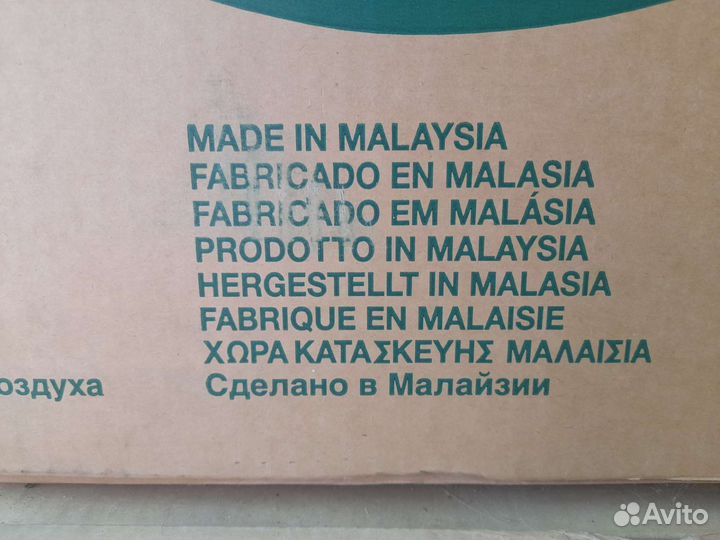 MADE IN MALAYSIA
FABRICADO EN MALASIA
FABRICADO EM MALÁSIA
PRODOTTO IN MALAYSIA
HERGESTELLT IN MALASIA
FABRIQUE EN MALAISIE
ΧΩΡΑ ΚΑΤΑΣΚΕΥΗΣ ΜΑΛΑΙΣΙΑ
оздуха Сделано в Малайзии
Avito